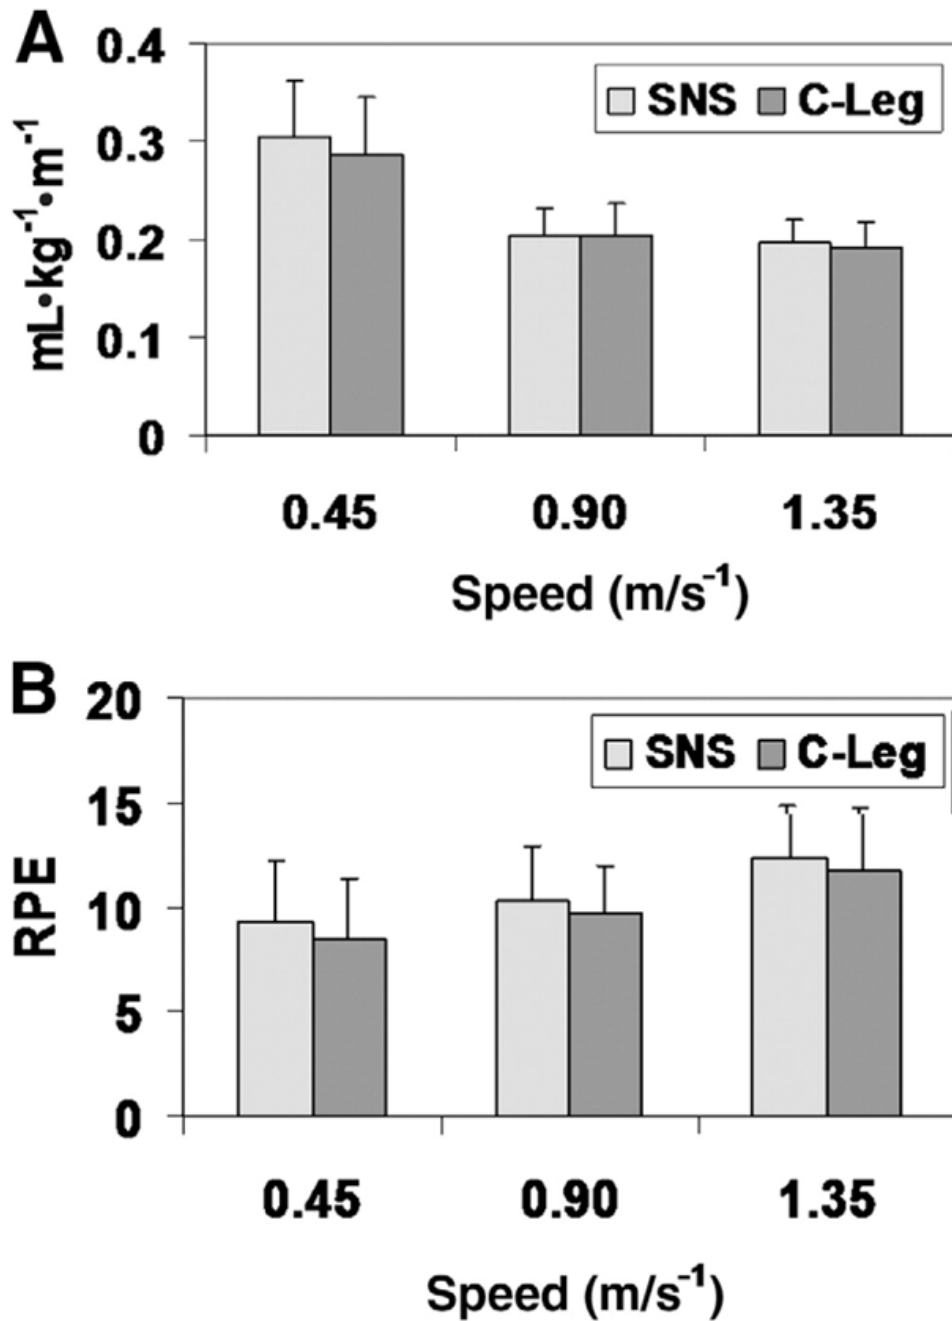 A
0.4
SNS C-Leg
0.3
0.2
0.1
0
mL•kg⁻¹•m⁻¹
0.45 0.90 1.35
Speed (m/s⁻¹)
B
20
SNS C-Leg
15
10
5
0
RPE
0.45 0.90 1.35
Speed (m/s⁻¹)